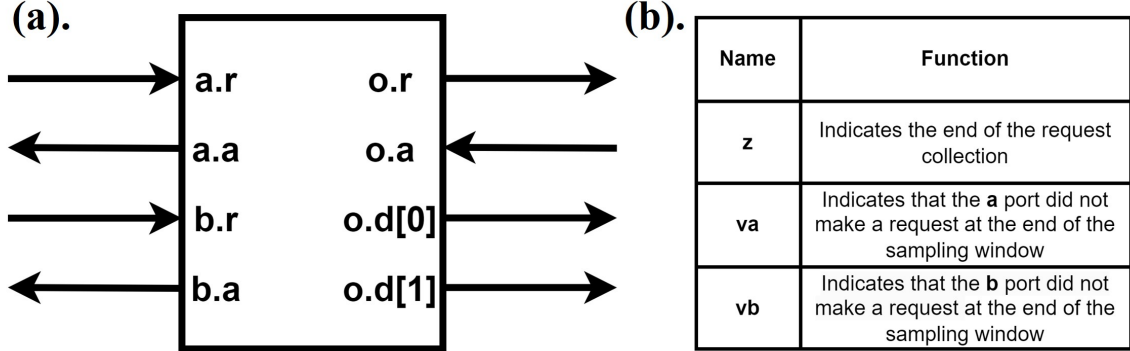 (a).
a.r
o.r
a.a
o.a
b.r
o.d[0]
b.a
o.d[1]
(b).
Name
Function
z
Indicates the end of the request
collection
va
Indicates that the a port did not
make a request at the end of the
sampling window
vb
Indicates that the b port did not
make a request at the end of the
sampling window